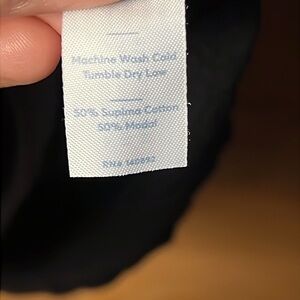 Machine Wash Cold
Tumble Dry Low
50% Supima Cotton
50% Modal
RN# 140892